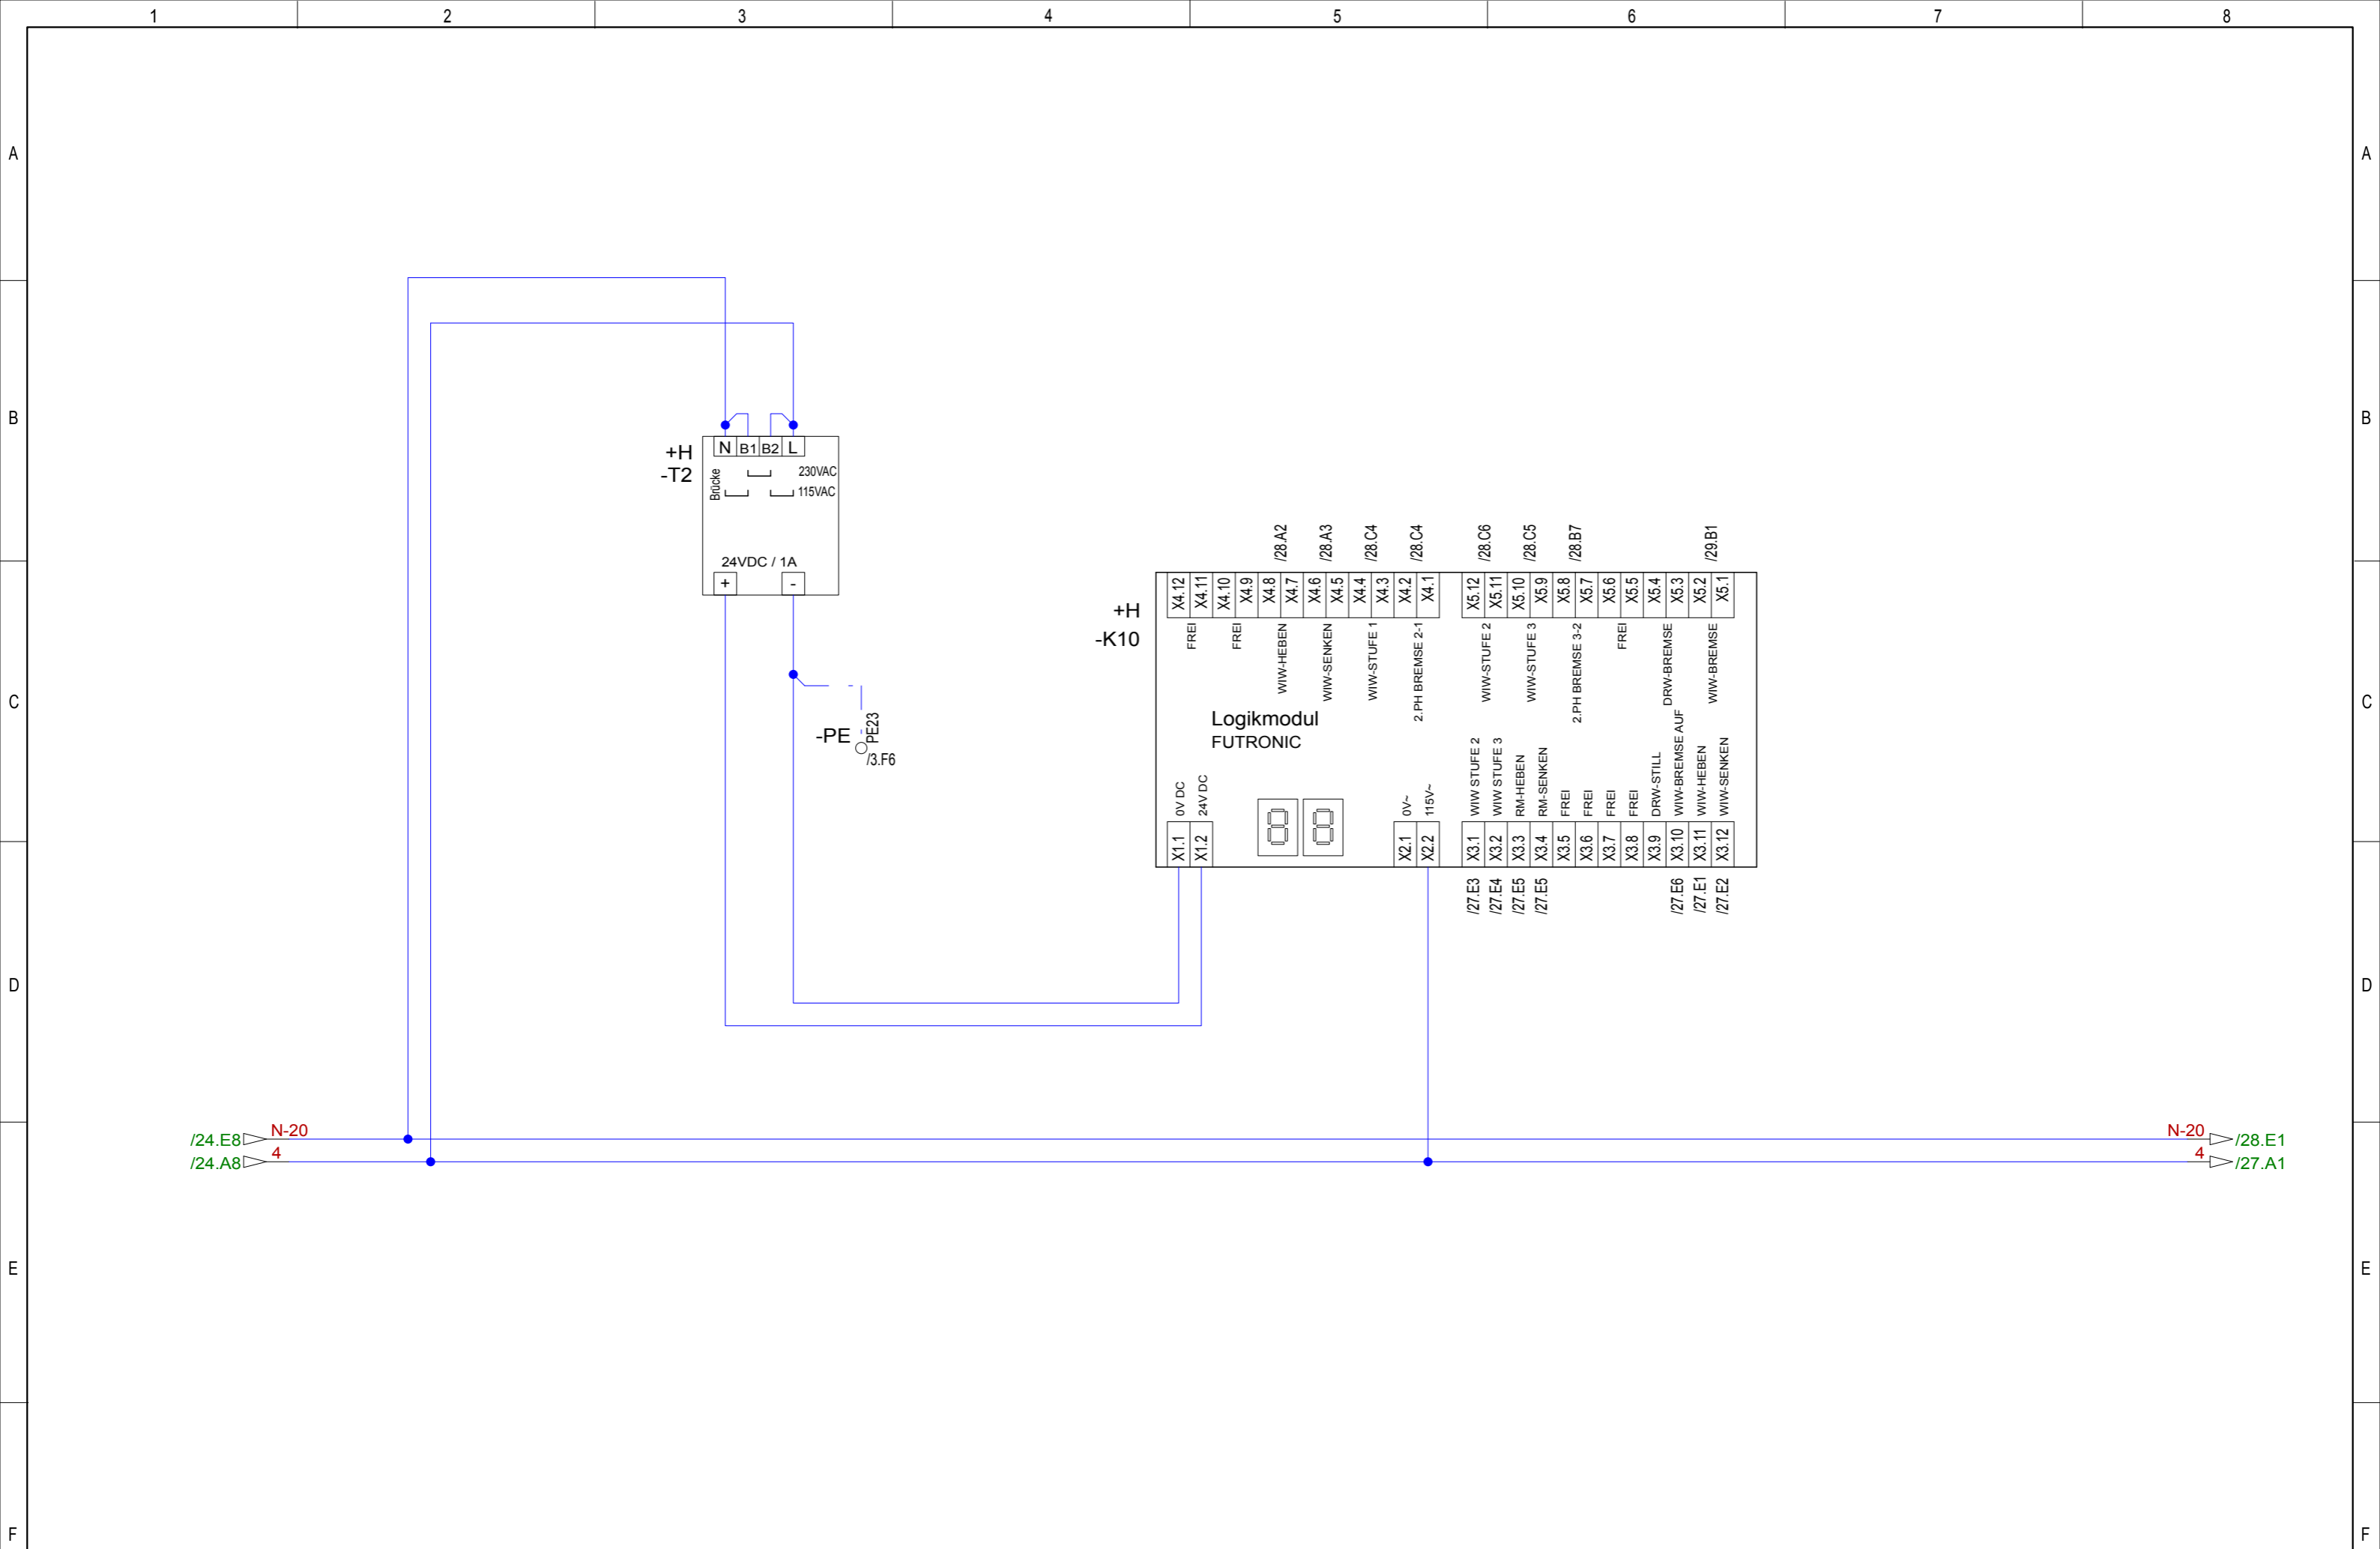 1 2 3 4 5 6 7 8
A A
B B
+H
-T2
N B1 B2 L
Brücke
230VAC
115VAC
24VDC / 1A
+ -
-PE
PE23
/3.F6
C C
/28.A2 /28.A3 /28.C4 /28.C4 /28.C6 /28.C5 /28.B7 /29.B1
+H
-K10
X4.12 X4.11 X4.10 X4.9 X4.8 X4.7 X4.6 X4.5 X4.4 X4.3 X4.2 X4.1 X5.12 X5.11 X5.10 X5.9 X5.8 X5.7 X5.6 X5.5 X5.4 X5.3 X5.2 X5.1
FREI FREI WIW-HEBEN WIW-SENKEN WIW-STUFE 1 2.PH BREMSE 2-1 WIW-STUFE 2 WIW-STUFE 3 2.PH BREMSE 3-2 FREI DRW-BREMSE WIW-BREMSE
Logikmodul
FUTRONIC
0V DC 24V DC 0V~ 115V~ WIW STUFE 2 WIW STUFE 3 RM-HEBEN RM-SENKEN FREI FREI FREI FREI DRW-STILL WIW-BREMSE AUF WIW-HEBEN WIW-SENKEN
X1.1 X1.2 X2.1 X2.2 X3.1 X3.2 X3.3 X3.4 X3.5 X3.6 X3.7 X3.8 X3.9 X3.10 X3.11 X3.12
/27.E3 /27.E4 /27.E5 /27.E5 /27.E6 /27.E1 /27.E2
D D
/24.E8 N-20 N-20 /28.E1
/24.A8 4 4 /27.A1
E E
F F